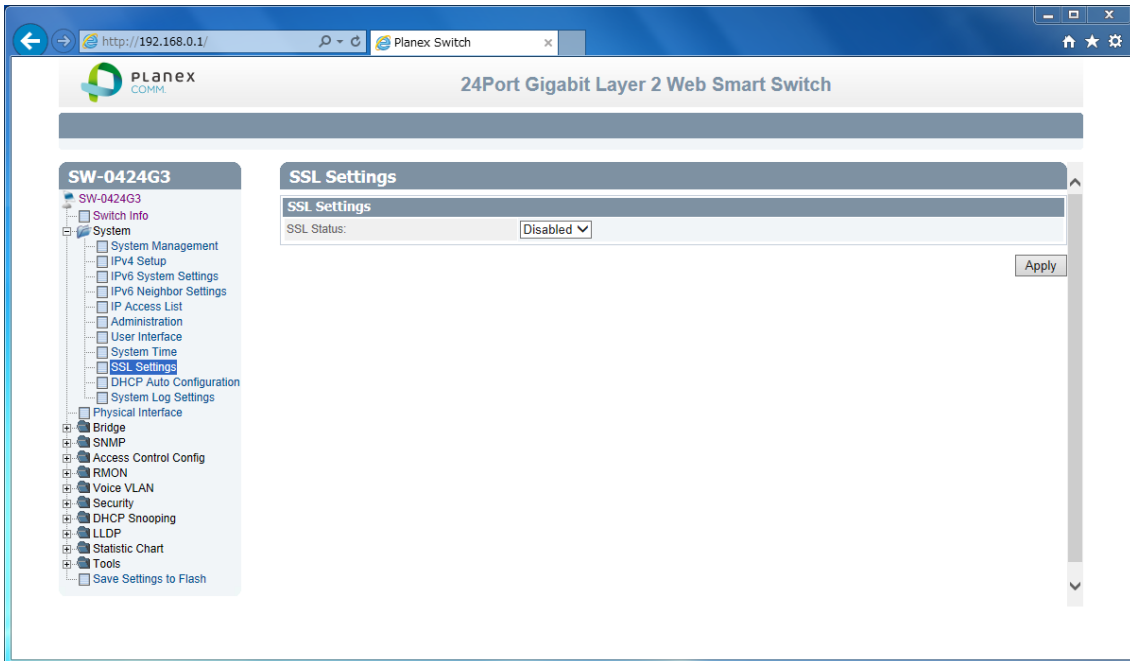 http://192.168.0.1/
Planex Switch
PLANEX
COMM.
24Port Gigabit Layer 2 Web Smart Switch
SW-0424G3
SW-0424G3
Switch Info
System
System Management
IPv4 Setup
IPv6 System Settings
IPv6 Neighbor Settings
IP Access List
Administration
User Interface
System Time
SSL Settings
DHCP Auto Configuration
System Log Settings
Physical Interface
Bridge
SNMP
Access Control Config
RMON
Voice VLAN
Security
DHCP Snooping
LLDP
Statistic Chart
Tools
Save Settings to Flash
SSL Settings
SSL Settings
SSL Status: Disabled
Apply